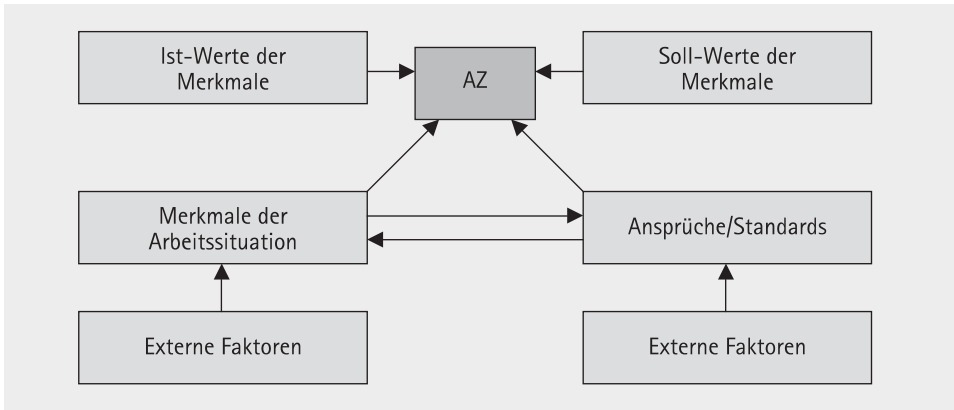 Ist-Werte der
Merkmale
AZ
Soll-Werte der
Merkmale
Merkmale der
Arbeitssituation
Ansprüche/Standards
Externe Faktoren
Externe Faktoren